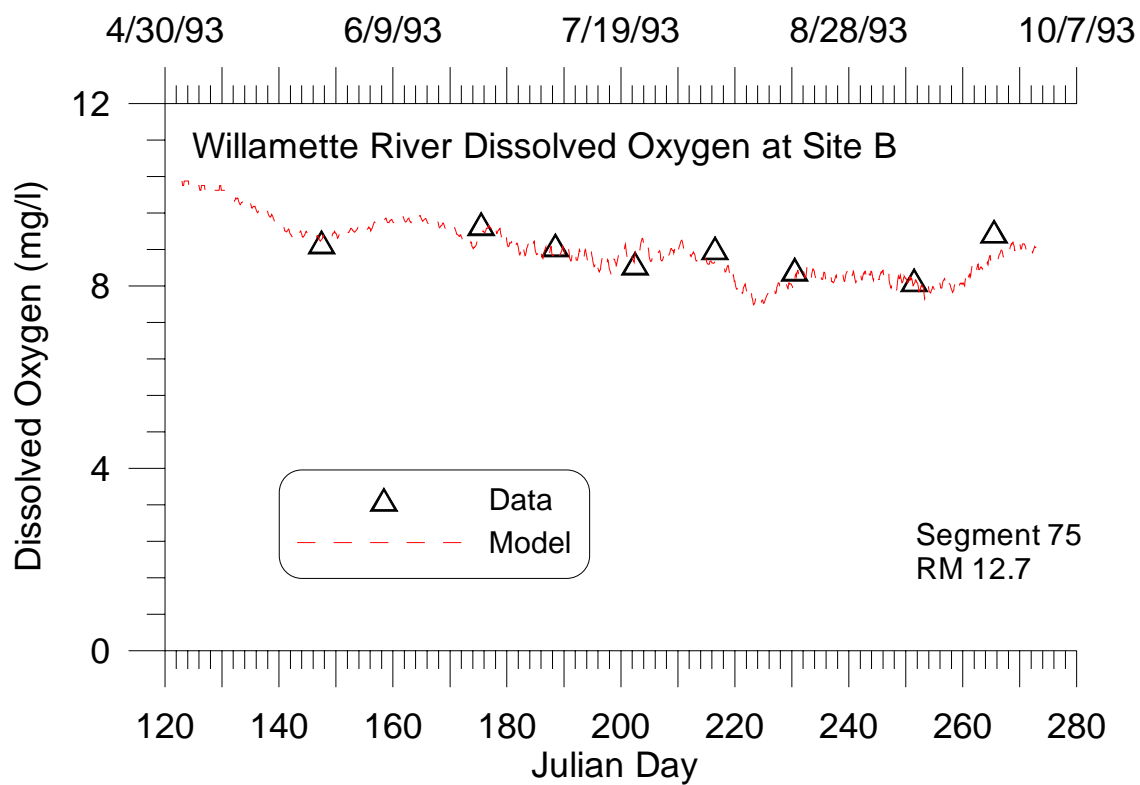 4/30/93 6/9/93 7/19/93 8/28/93 10/7/93
12
Willamette River Dissolved Oxygen at Site B
8
4
0
Dissolved Oxygen (mg/l)
Data
Model
Segment 75
RM 12.7
120 140 160 180 200 220 240 260 280
Julian Day